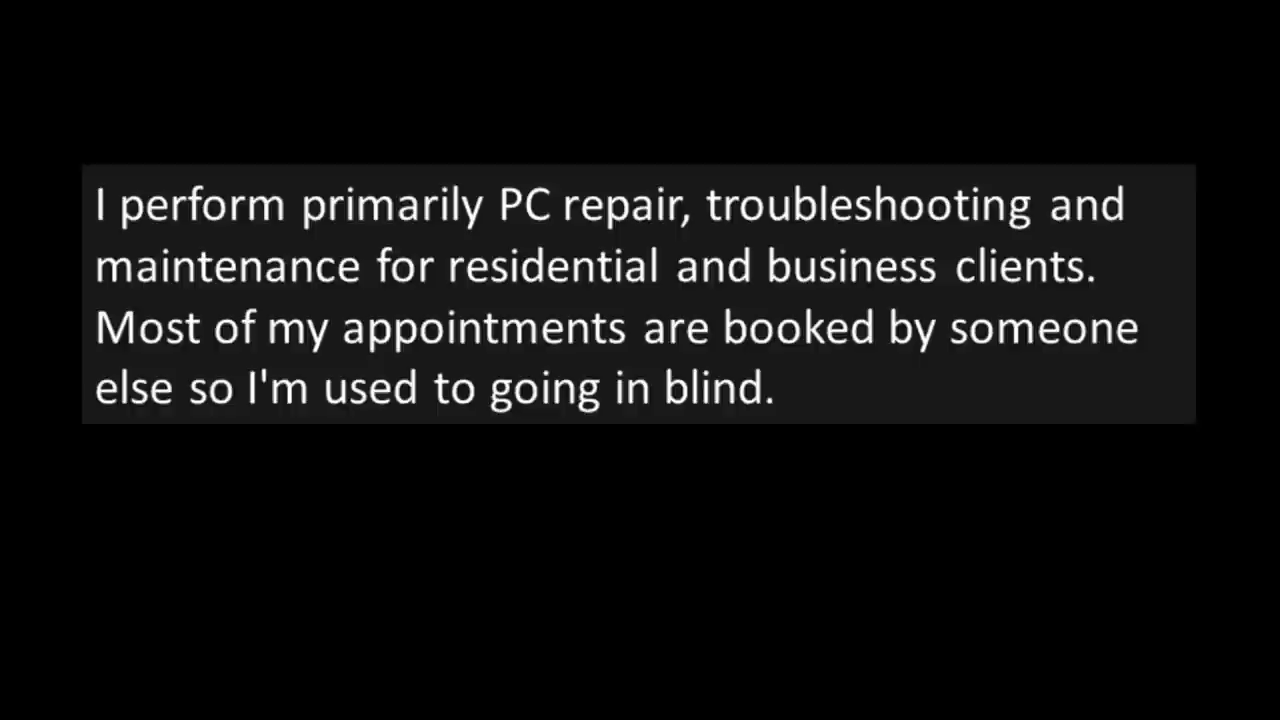 I perform primarily PC repair, troubleshooting and
maintenance for residential and business clients.
Most of my appointments are booked by someone
else so I'm used to going in blind.